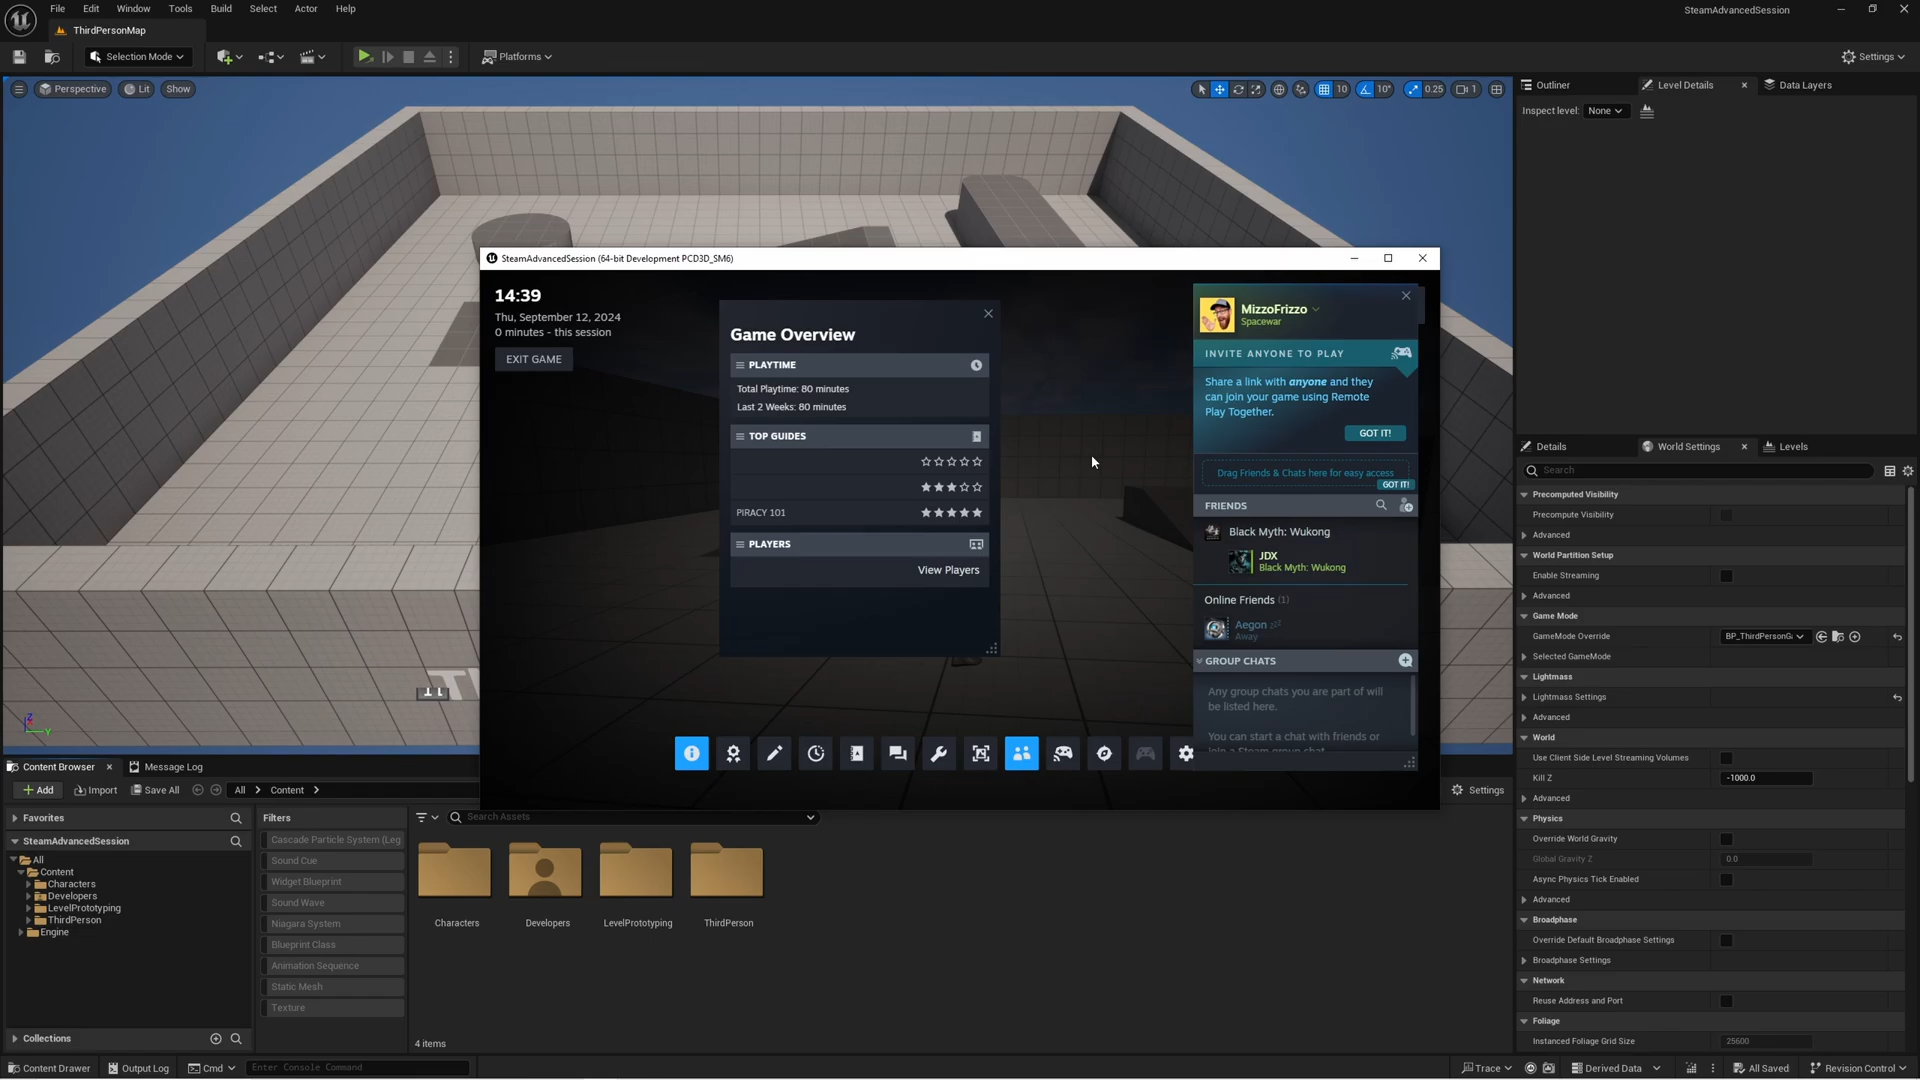 File Edit Window Tools Build Select Actor Help
SteamAdvancedSession
ThirdPersonMap
Selection Mode
Platforms
Settings
Perspective
Lit
Show
10
10°
0.25
1
Outliner
Level Details
Data Layers
Inspect level: None
SteamAdvancedSession (64-bit Development PCD3D_SM6)
14:39
Thu, September 12, 2024
0 minutes - this session
EXIT GAME
Game Overview
PLAYTIME
Total Playtime: 80 minutes
Last 2 Weeks: 80 minutes
TOP GUIDES
PIRACY 101
PLAYERS
View Players
MizzoFrizzo
Spacewar
INVITE ANYONE TO PLAY
Share a link with anyone and they
can join your game using Remote
Play Together.
GOT IT!
Drag Friends & Chats here for easy access
GOT IT!
FRIENDS
Black Myth: Wukong
JDX
Black Myth: Wukong
Online Friends (1)
Aegon zzz
Away
GROUP CHATS
Any group chats you are part of will
be listed here.
You can start a chat with friends or
join a Steam group chat
Details
World Settings
Levels
Search
Precomputed Visibility
Precompute Visibility
Advanced
World Partition Setup
Enable Streaming
Advanced
Game Mode
GameMode Override
BP_ThirdPersonGa
Selected GameMode
Lightmass
Lightmass Settings
Advanced
World
Use Client Side Level Streaming Volumes
Kill Z
-1000.0
Advanced
Physics
Override World Gravity
Global Gravity Z
0.0
Async Physics Tick Enabled
Advanced
Broadphase
Override Default Broadphase Settings
Broadphase Settings
Network
Reuse Address and Port
Foliage
Instanced Foliage Grid Size
25600
Z
Y
Content Browser
Message Log
Add
Import
Save All
All
Content
Settings
Favorites
SteamAdvancedSession
All
Content
Characters
Developers
LevelPrototyping
ThirdPerson
Engine
Collections
Filters
Cascade Particle System (Leg
Sound Cue
Widget Blueprint
Sound Wave
Niagara System
Blueprint Class
Animation Sequence
Static Mesh
Texture
Search Assets
Characters
Developers
LevelPrototyping
ThirdPerson
4 items
Content Drawer
Output Log
Cmd
Enter Console Command
Trace
Derived Data
All Saved
Revision Control